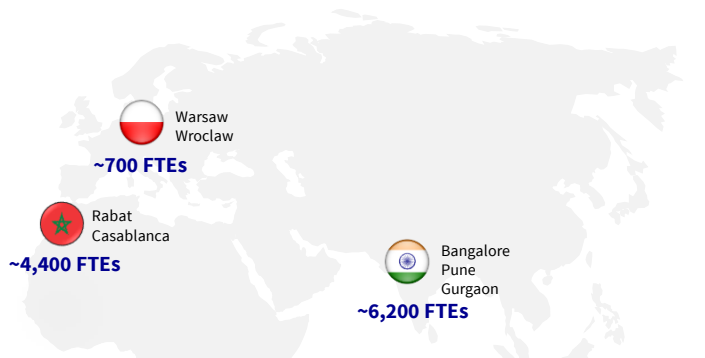 Warsaw
Wroclaw
~700 FTEs
Rabat
Casablanca
~4,400 FTEs
Bangalore
Pune
Gurgaon
~6,200 FTEs